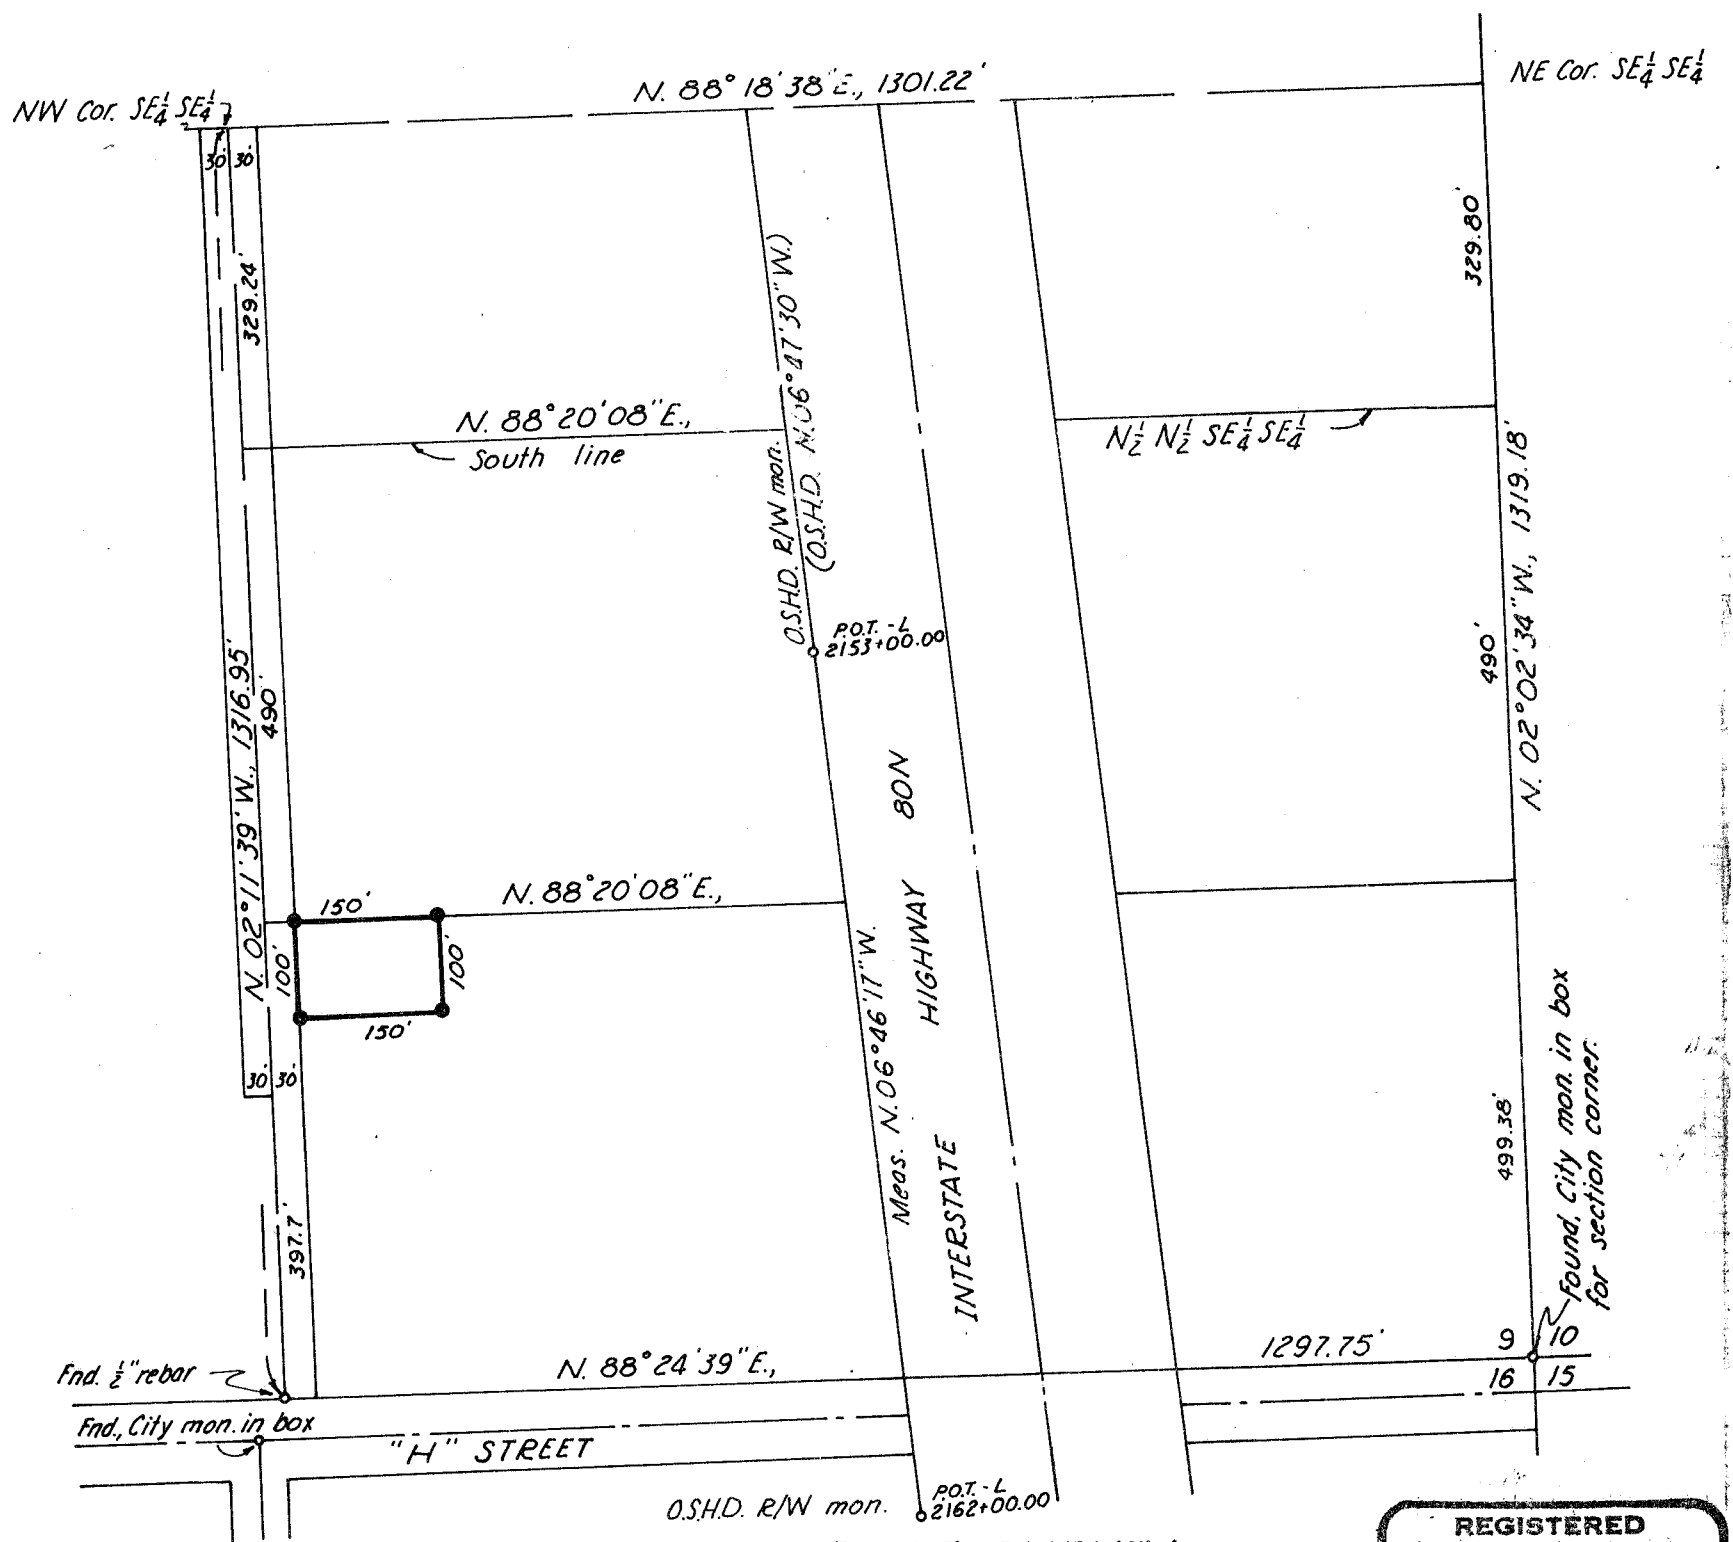 N. 88° 18' 38" E., 1301.22'
NE Cor. SE¼ SE¼
NW Cor. SE¼ SE¼
30' 30'
329.24'
329.80'
N. 88° 20' 08" E.,
South line
N½ N½ SE¼ SE¼
O.S.H.D. R/W mon.
(O.S.H.D. N.06°47'30" W.)
P.O.T. - L
2153+00.00
N. 02° 11' 39" W., 1316.95'
490'
490'
N. 02° 02' 34" W., 1319.18'
150'
N. 88° 20' 08" E.,
100'
100'
150'
30' 30'
397.7'
Meas. N. 06° 46' 17" W.
INTERSTATE HIGHWAY 80N
499.38'
Found, City mon. in box
for section corner.
9 10
16 15
1297.75'
N. 88° 24' 39" E.,
Fnd. ½" rebar
Fnd., City mon. in box
"H" STREET
O.S.H.D. R/W mon.
P.O.T. - L
2162+00.00
REGISTERED